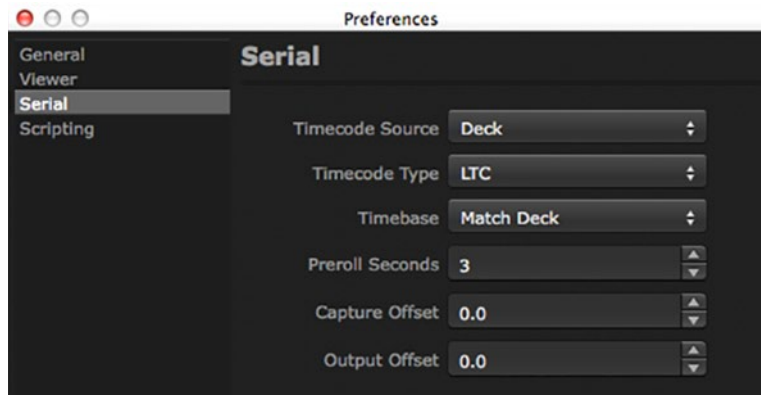 Preferences
General
Viewer
Serial
Scripting
Serial
Timecode Source Deck
Timecode Type LTC
Timebase Match Deck
Preroll Seconds 3
Capture Offset 0.0
Output Offset 0.0